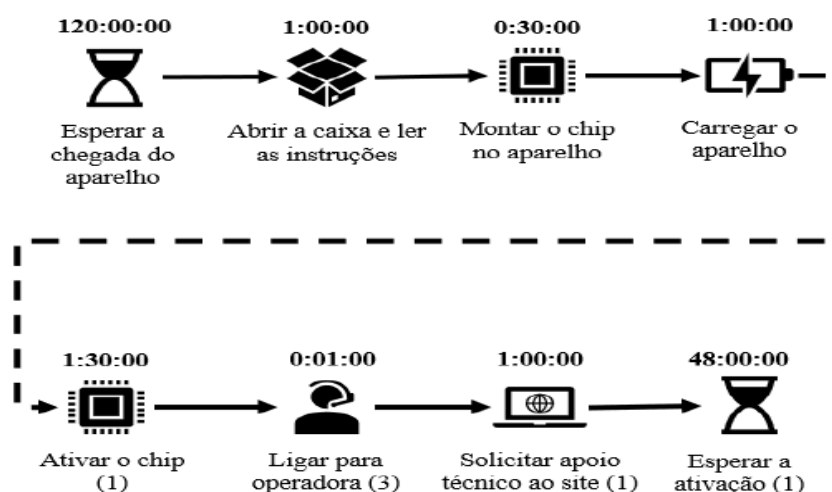 120:00:00
1:00:00
0:30:00
1:00:00
Esperar a
chegada do
aparelho
Abrir a caixa e ler
as instruções
Montar o chip
no aparelho
Carregar o
aparelho
1:30:00
0:01:00
1:00:00
48:00:00
Ativar o chip
(1)
Ligar para
operadora (3)
Solicitar apoio
técnico ao site (1)
Esperar a
ativação (1)